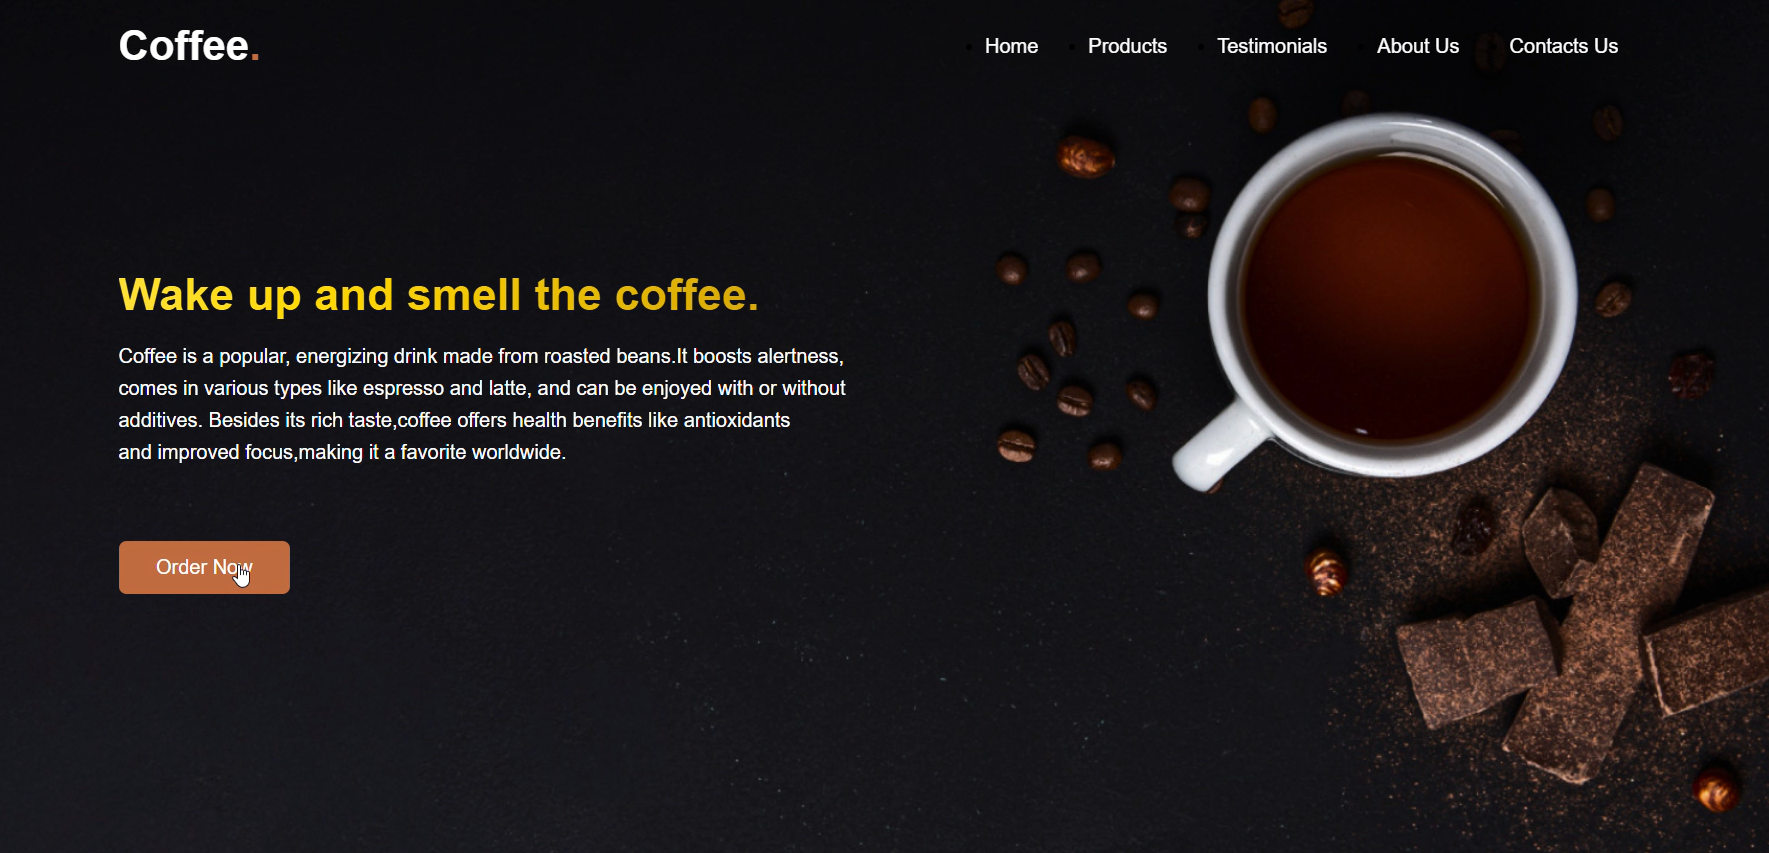 Coffee.
Home Products Testimonials About Us Contacts Us
Wake up and smell the coffee.
Coffee is a popular, energizing drink made from roasted beans.It boosts alertness,
comes in various types like espresso and latte, and can be enjoyed with or without
additives. Besides its rich taste,coffee offers health benefits like antioxidants
and improved focus,making it a favorite worldwide.
Order Now